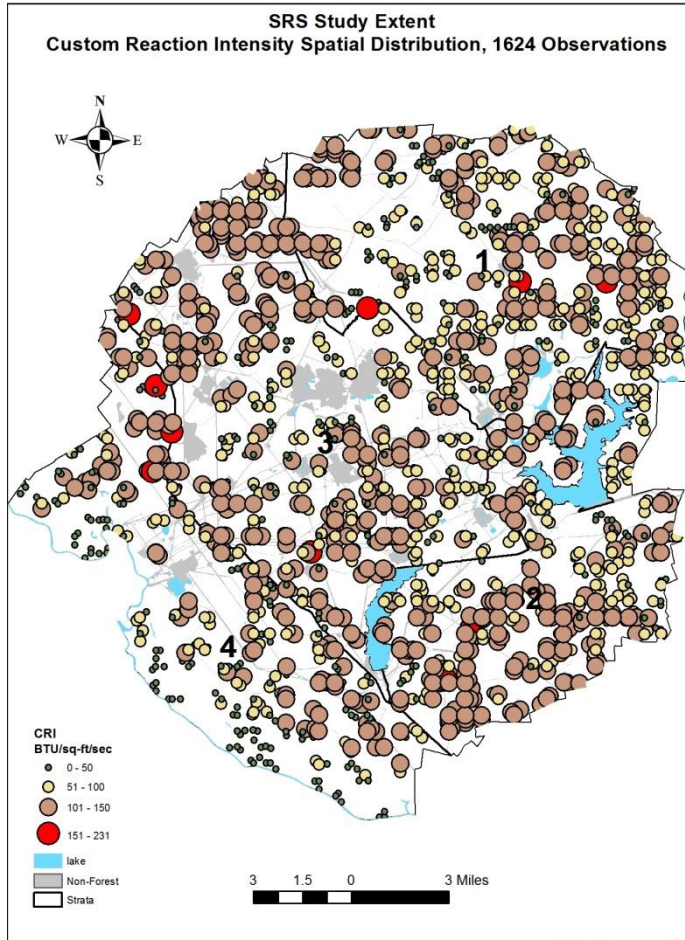 SRS Study Extent
Custom Reaction Intensity Spatial Distribution, 1624 Observations
N
W E
S
1
3
2
4
CRI
BTU/sq-ft/sec
0 - 50
51 - 100
101 - 150
151 - 231
lake
Non-Forest
Strata
3 1.5 0 3 Miles